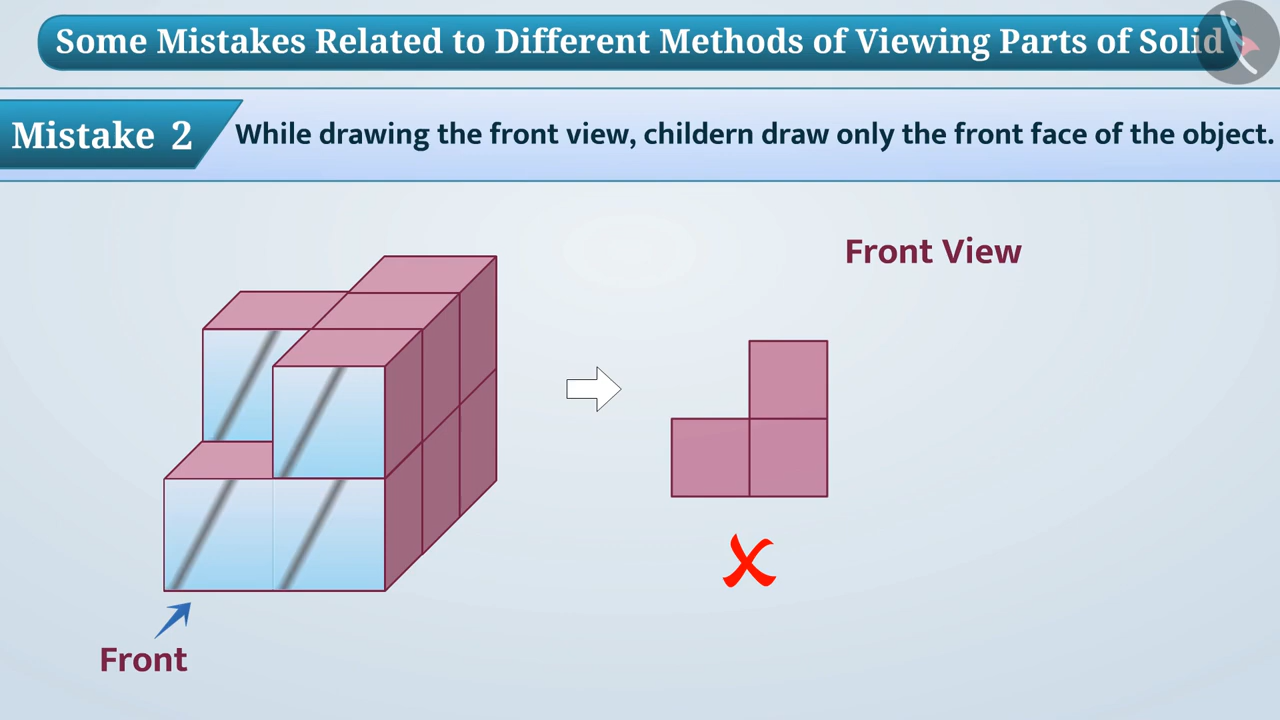 Some Mistakes Related to Different Methods of Viewing Parts of Solid
Mistake 2
While drawing the front view, childern draw only the front face of the object.
Front View
Front